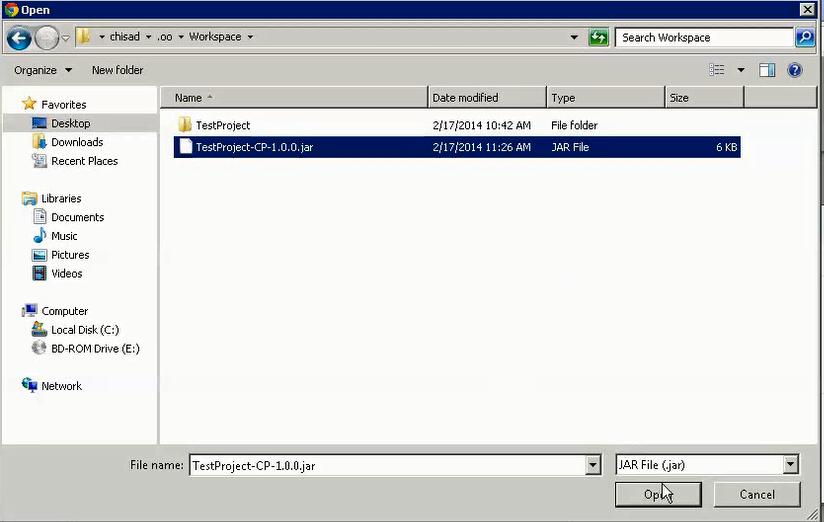 Open
chisad .oo Workspace Search Workspace
Organize New folder
Name Date modified Type Size
Favorites
Desktop
Downloads
Recent Places
Libraries
Documents
Music
Pictures
Videos
Computer
Local Disk (C:)
BD-ROM Drive (E:)
Network
TestProject 2/17/2014 10:42 AM File folder
TestProject-CP-1.0.0.jar 2/17/2014 11:26 AM JAR File 6 KB
File name: TestProject-CP-1.0.0.jar JAR File (.jar)
Open Cancel